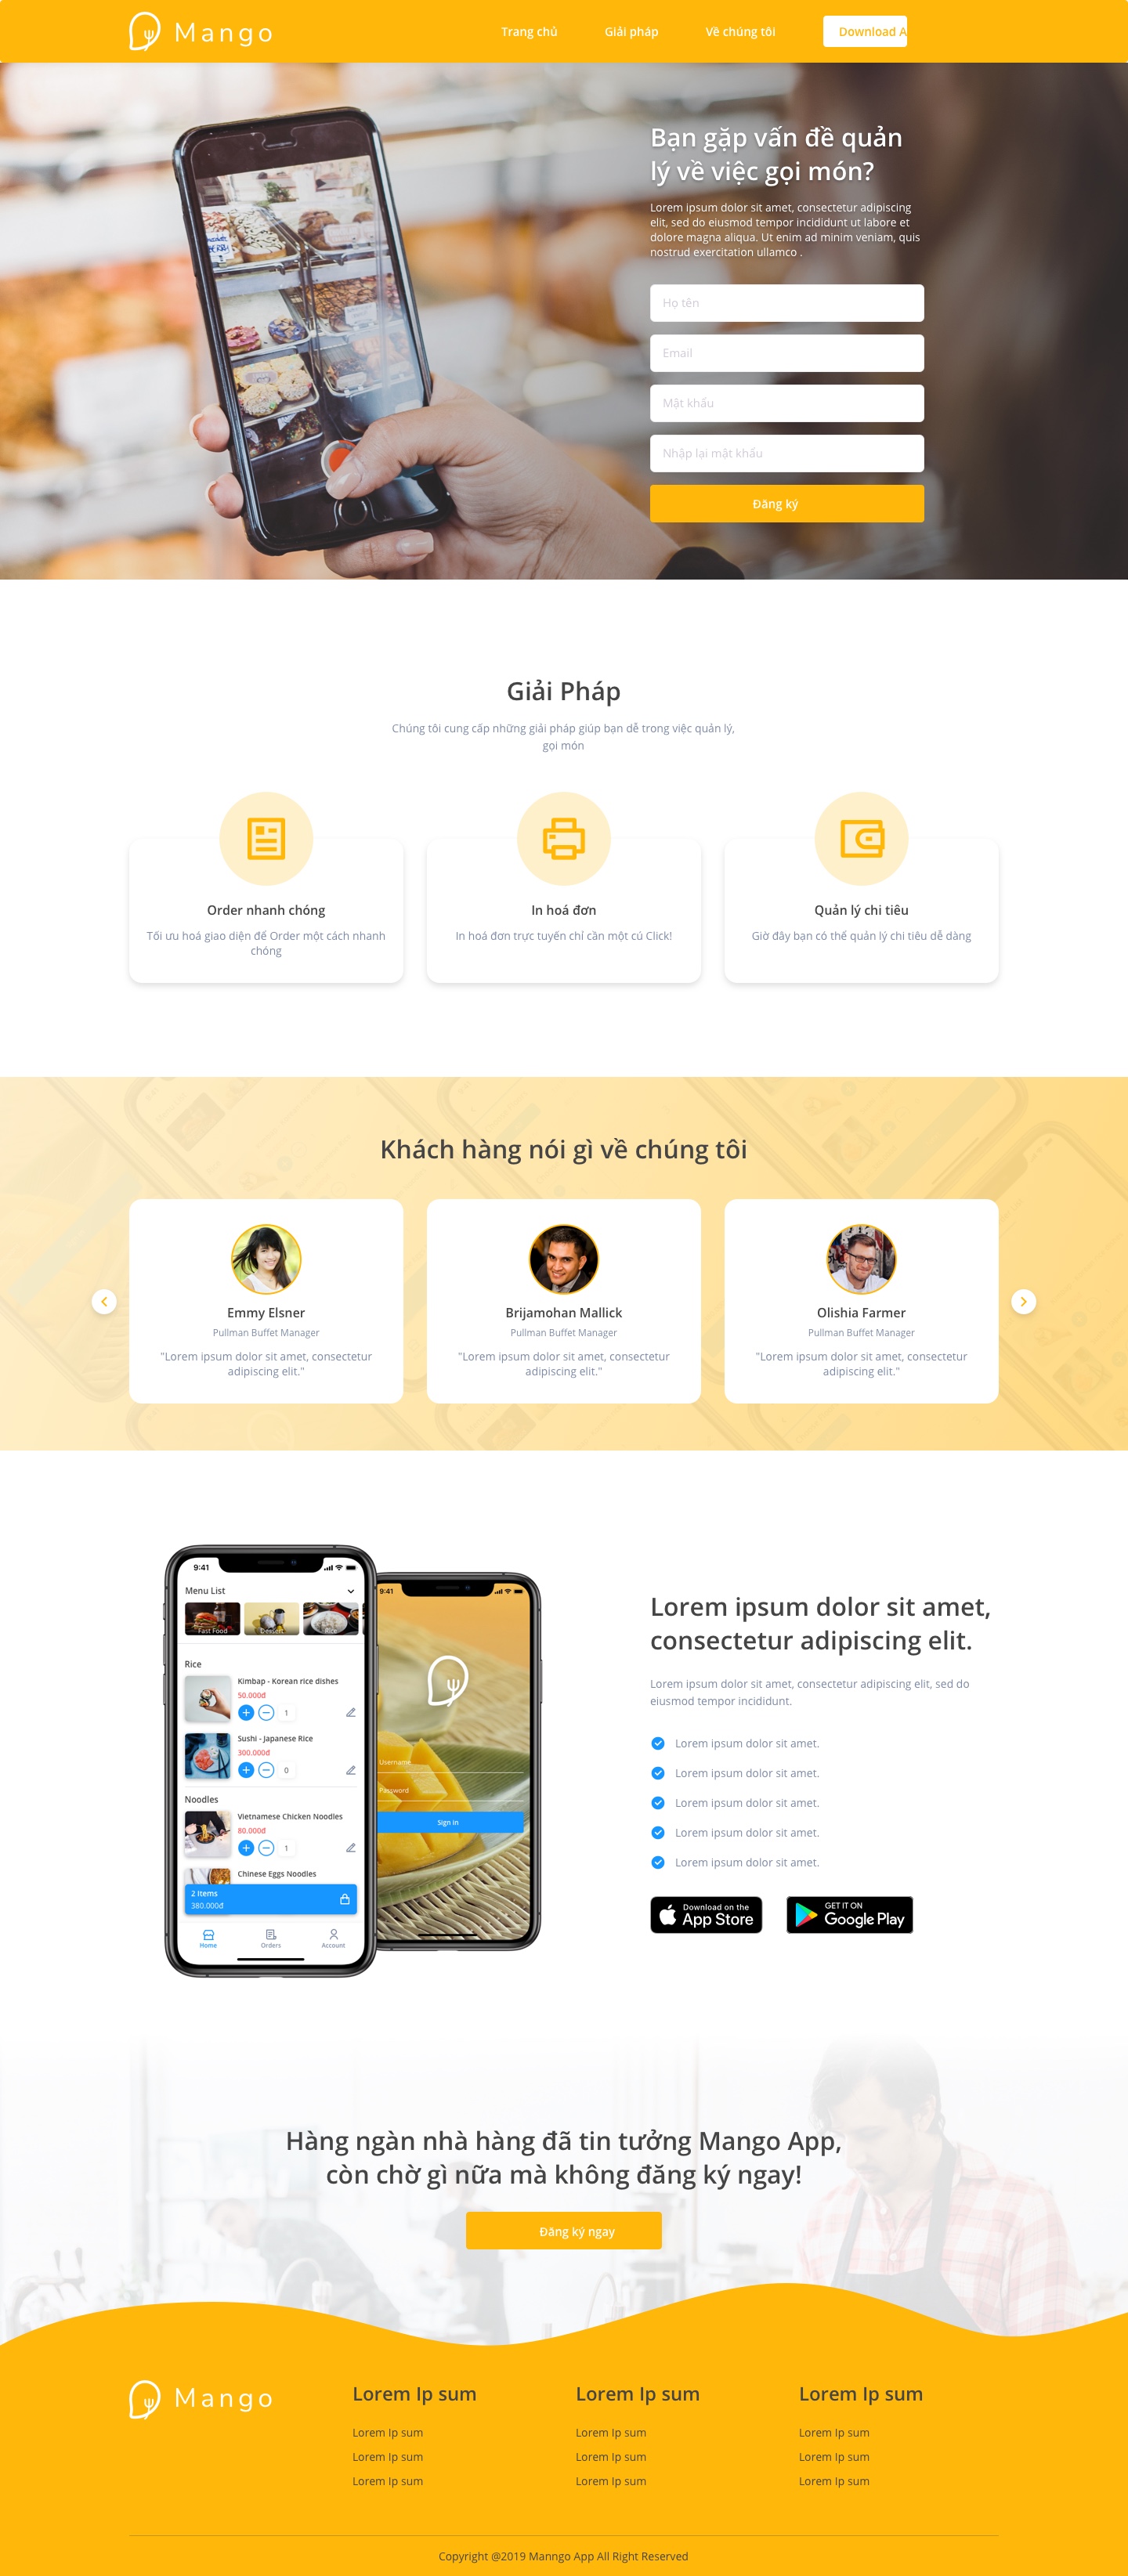 Mango
Trang chủ
Giải pháp
Về chúng tôi
Download A
Bạn gặp vấn đề quản
lý về việc gọi món?
Lorem ipsum dolor sit amet, consectetur adipiscing
elit, sed do eiusmod tempor incididunt ut labore et
dolore magna aliqua. Ut enim ad minim veniam, quis
nostrud exercitation ullamco .
Họ tên
Email
Mật khẩu
Nhập lại mật khẩu
Đăng ký
Giải Pháp
Chúng tôi cung cấp những giải pháp giúp bạn dễ trong việc quản lý,
gọi món
Order nhanh chóng
Tối ưu hoá giao diện để Order một cách nhanh
chóng
In hoá đơn
In hoá đơn trực tuyến chỉ cần một cú Click!
Quản lý chi tiêu
Giờ đây bạn có thể quản lý chi tiêu dễ dàng
Khách hàng nói gì về chúng tôi
Emmy Elsner
Pullman Buffet Manager
"Lorem ipsum dolor sit amet, consectetur
adipiscing elit."
Brijamohan Mallick
Pullman Buffet Manager
"Lorem ipsum dolor sit amet, consectetur
adipiscing elit."
Olishia Farmer
Pullman Buffet Manager
"Lorem ipsum dolor sit amet, consectetur
adipiscing elit."
9:41
Menu List
Fast Food
Dessert
Rice
Rice
Kimbap - Korean rice dishes
50.000đ
1
Sushi - Japanese Rice
300.000đ
0
Noodles
Vietnamese Chicken Noodles
80.000đ
1
Chinese Eggs Noodles
2 Items
380.000đ
Home
Orders
Account
9:41
Username
Password
Sign in
Lorem ipsum dolor sit amet,
consectetur adipiscing elit.
Lorem ipsum dolor sit amet, consectetur adipiscing elit, sed do
eiusmod tempor incididunt.
Lorem ipsum dolor sit amet.
Lorem ipsum dolor sit amet.
Lorem ipsum dolor sit amet.
Lorem ipsum dolor sit amet.
Lorem ipsum dolor sit amet.
Download on the
App Store
GET IT ON
Google Play
Hàng ngàn nhà hàng đã tin tưởng Mango App,
còn chờ gì nữa mà không đăng ký ngay!
Đăng ký ngay
Mango
Lorem Ip sum
Lorem Ip sum
Lorem Ip sum
Lorem Ip sum
Lorem Ip sum
Lorem Ip sum
Lorem Ip sum
Lorem Ip sum
Lorem Ip sum
Lorem Ip sum
Lorem Ip sum
Lorem Ip sum
Copyright @2019 Manngo App All Right Reserved